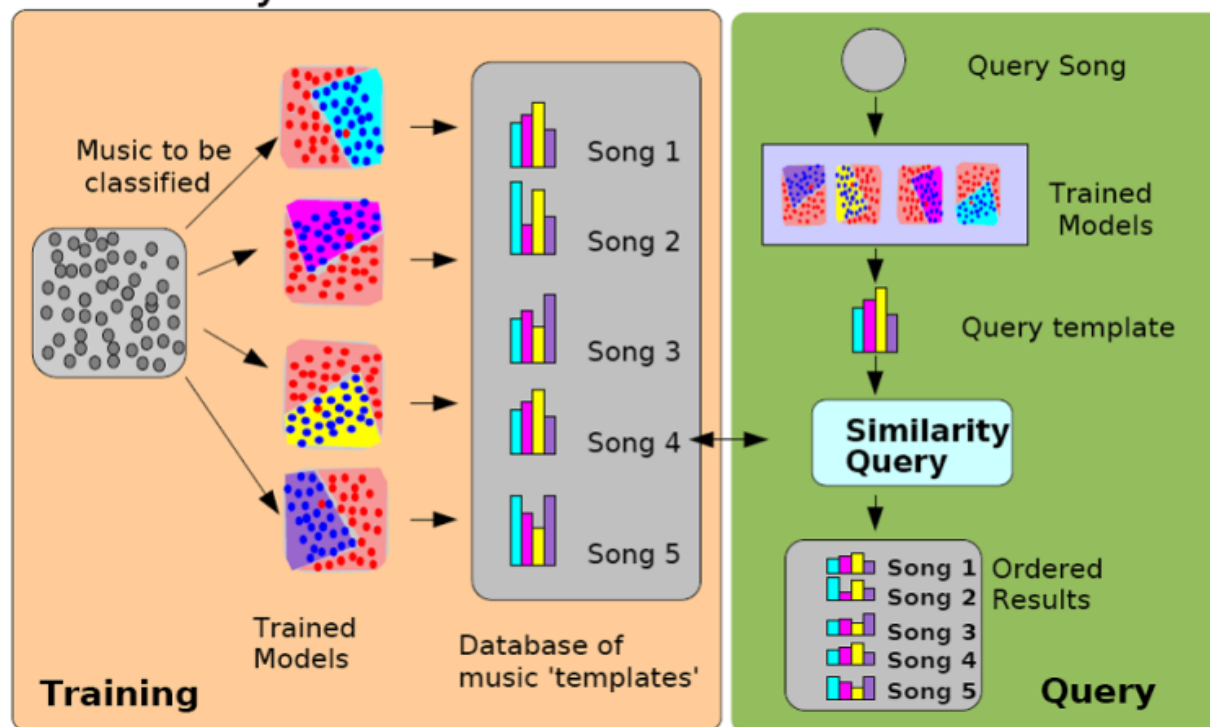 Music to be
classified
Song 1
Song 2
Song 3
Song 4
Song 5
Trained
Models
Database of
music 'templates'
Training
Query Song
Trained
Models
Query template
Similarity
Query
Song 1
Song 2
Song 3
Song 4
Song 5
Ordered
Results
Query